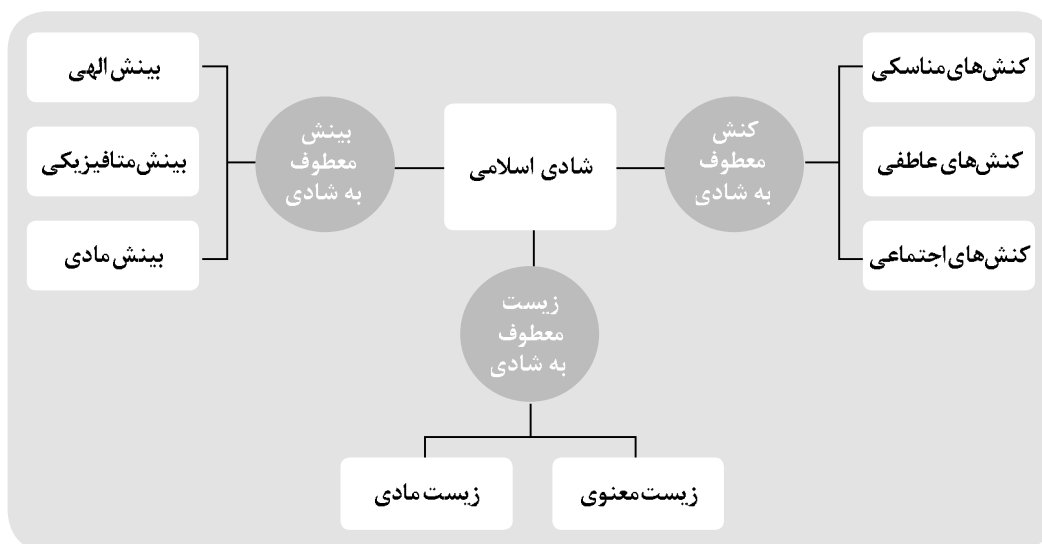 کنش‌های مناسکی
کنش‌های عاطفی
کنش‌های اجتماعی
کنش
معطوف
به شادی
شادی اسلامی
بینش
معطوف
به شادی
بینش الهی
بینش متافیزیکی
بینش مادی
زیست
معطوف
به شادی
زیست معنوی
زیست مادی